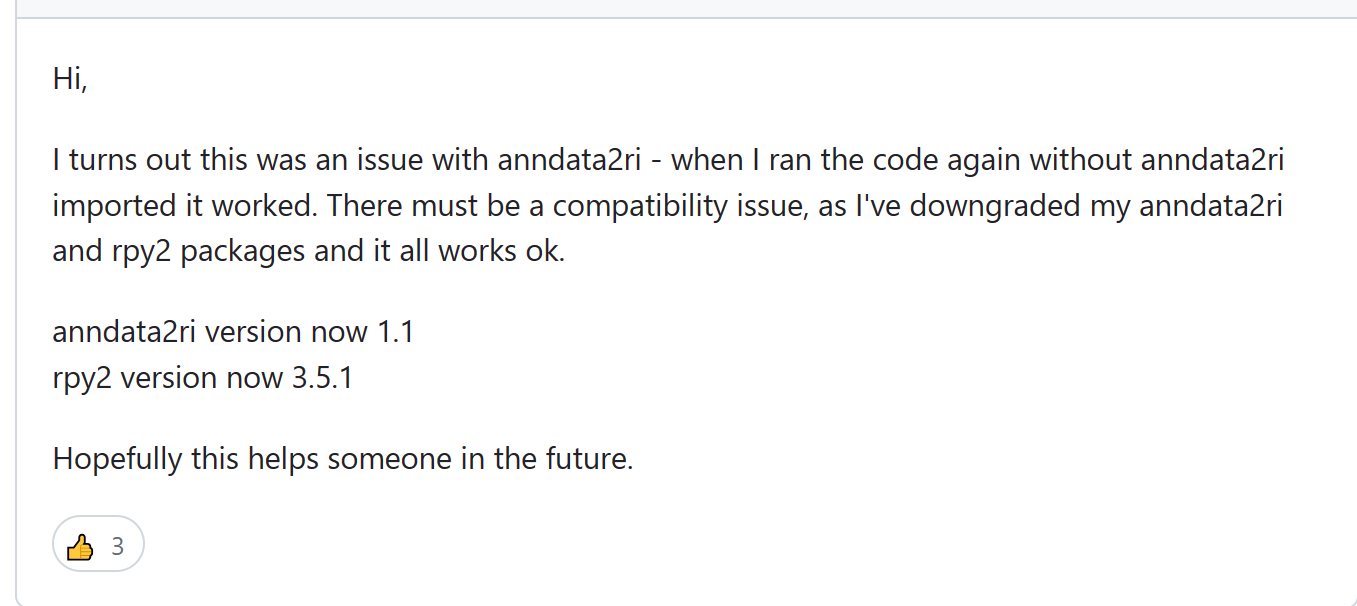 Hi,
I turns out this was an issue with anndata2ri - when I ran the code again without anndata2ri
imported it worked. There must be a compatibility issue, as I've downgraded my anndata2ri
and rpy2 packages and it all works ok.
anndata2ri version now 1.1
rpy2 version now 3.5.1
Hopefully this helps someone in the future.
👍 3